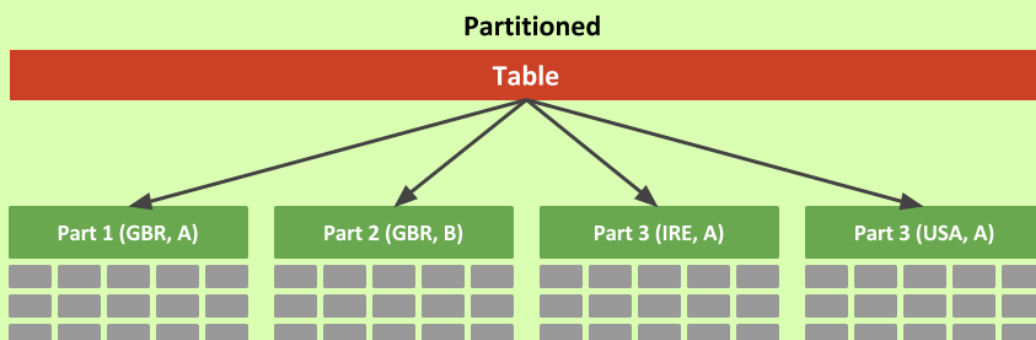 Partitioned
Table
Part 1 (GBR, A)
Part 2 (GBR, B)
Part 3 (IRE, A)
Part 3 (USA, A)